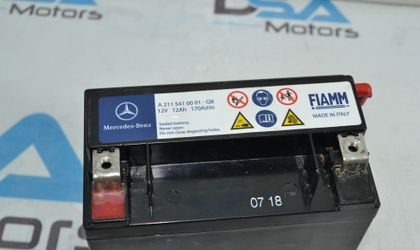 DSA
Motors
A 211 541 00 01 - QB
12V 12Ah 170A(EN)
Mercedes-Benz
Sealed battery.
Never open.
Do not close degassing holes.
FIAMM
MADE IN ITALY
07 18
Motors